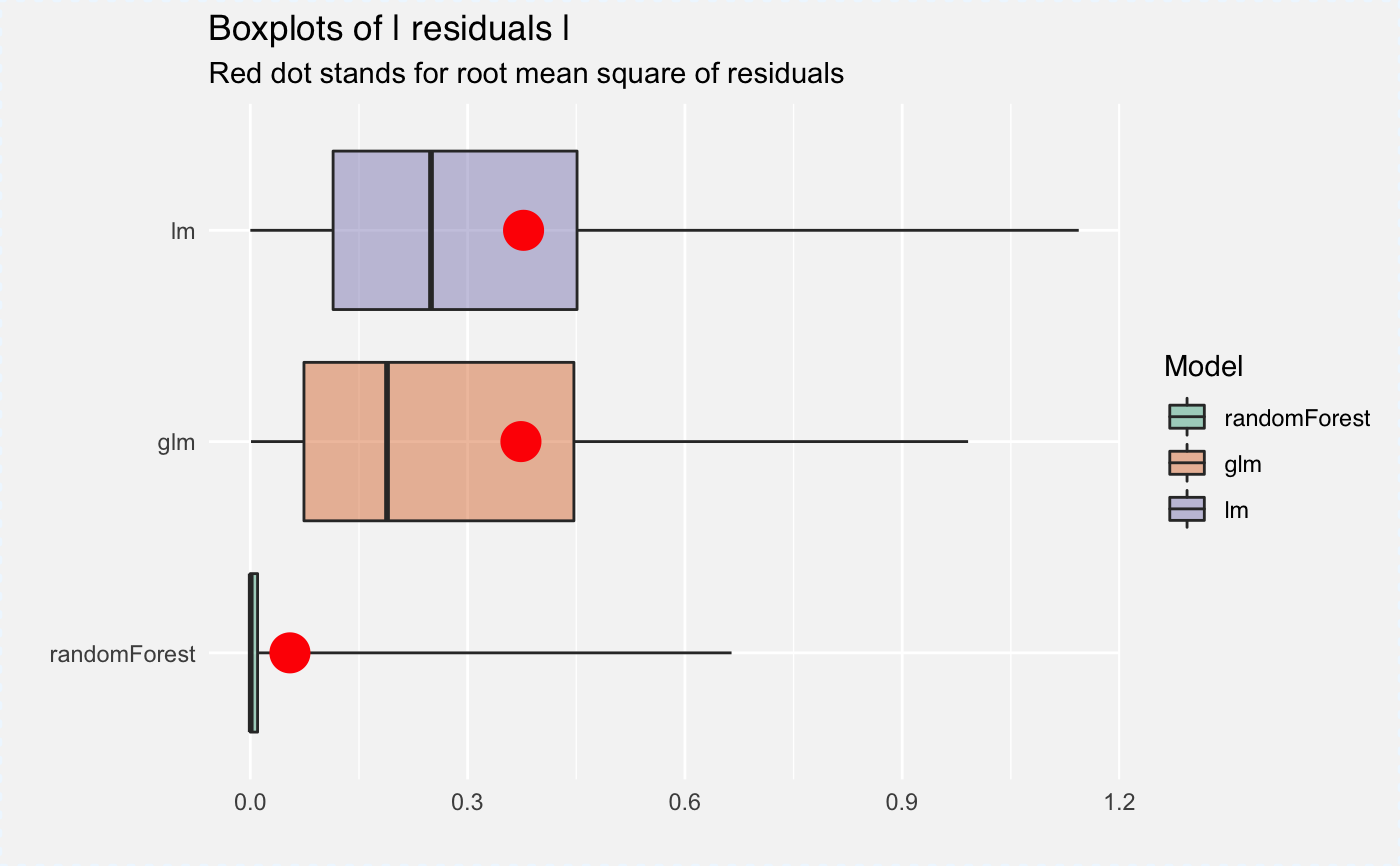 Boxplots of | residuals |
Red dot stands for root mean square of residuals
lm
glm
randomForest
0.0 0.3 0.6 0.9 1.2
Model
randomForest
glm
lm